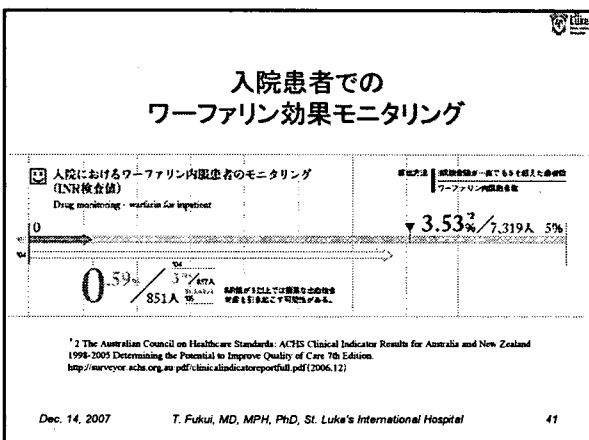 Luke's
入院患者での
ワーファリン効果モニタリング
入院におけるワーファリン内服患者のモニタリング
(INR検査値)
Drug monitoring - warfarin for inpatient
ワーファリン内服患者数
0
3.53%*2/7,319人 5%
'04
0.59%/851人
'04
'05
*2 The Australian Council on Healthcare Standards: ACHS Clinical Indicator Results for Australia and New Zealand
1998-2005 Determining the Potential to Improve Quality of Care 7th Edition.
http://surveyor.achs.org.au/pdf/clinicalindicatorreportfull.pdf (2006.12)
Dec. 14, 2007 T. Fukui, MD, MPH, PhD, St. Luke's International Hospital 41